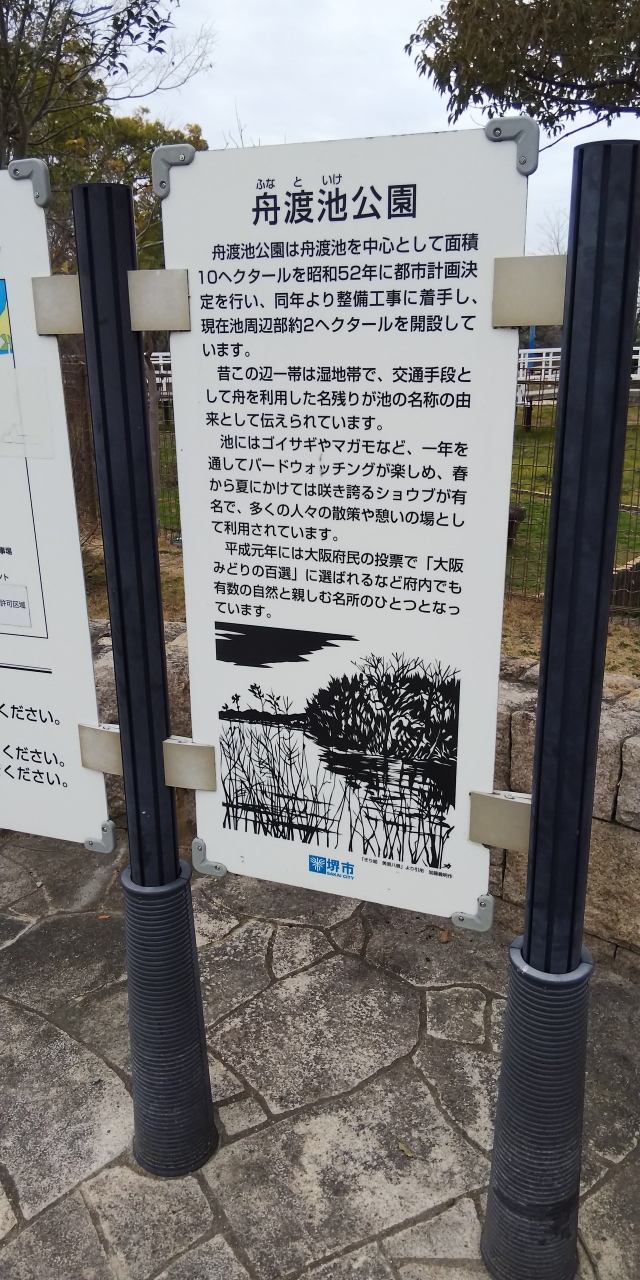 ふな と いけ
舟渡池公園
舟渡池公園は舟渡池を中心として面積
10ヘクタールを昭和52年に都市計画決
定を行い、同年より整備工事に着手し、
現在池周辺部約2ヘクタールを開設して
います。
昔この辺一帯は湿地帯で、交通手段と
して舟を利用した名残りが池の名称の由
来として伝えられています。
池にはゴイサギやマガモなど、一年を
通してバードウォッチングが楽しめ、春
から夏にかけては咲き誇るショウブが有
名で、多くの人々の散策や憩いの場とし
て利用されています。
平成元年には大阪府民の投票で「大阪
みどりの百選」に選ばれるなど府内でも
有数の自然と親しむ名所のひとつとなっ
ています。
堺市
SAKAI CITY
許可区域
ください。
ください。
ください。